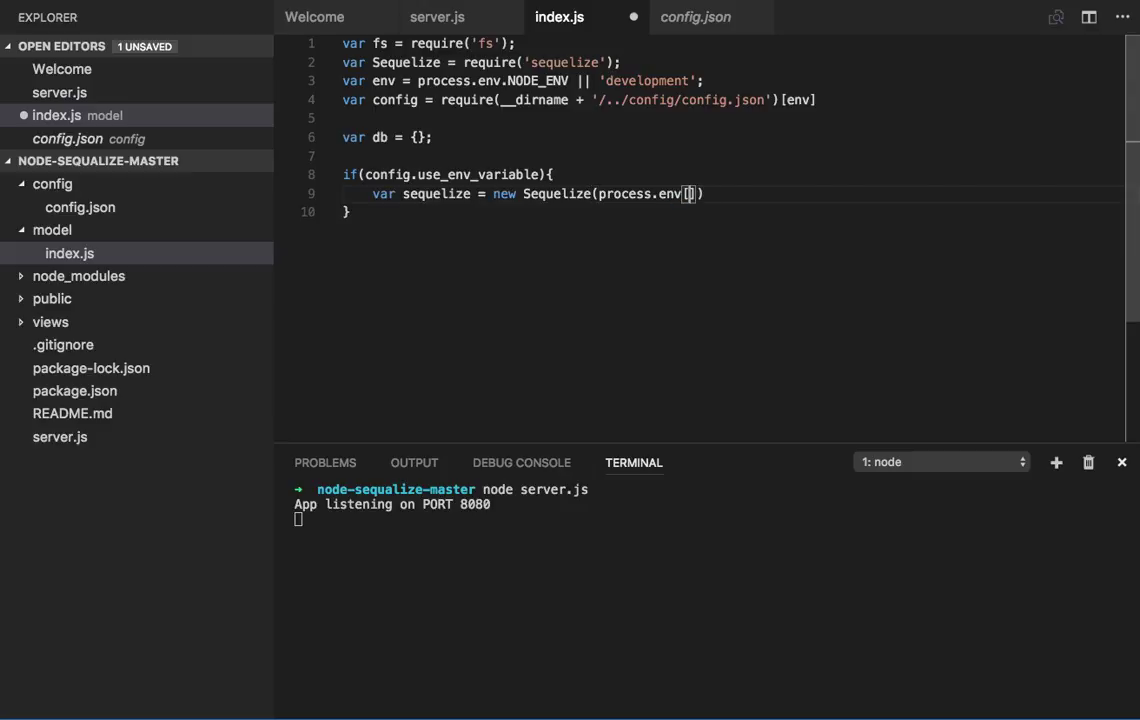 EXPLORER
OPEN EDITORS 1 UNSAVED
Welcome
server.js
index.js model
config.json config
NODE-SEQUALIZE-MASTER
config
config.json
model
index.js
node_modules
public
views
.gitignore
package-lock.json
package.json
README.md
server.js
Welcome server.js index.js config.json
1 var fs = require('fs');
2 var Sequelize = require('sequelize');
3 var env = process.env.NODE_ENV || 'development';
4 var config = require(__dirname + '/../config/config.json')[env]
5
6 var db = {};
7
8 if(config.use_env_variable){
9 var sequelize = new Sequelize(process.env[])
10 }
PROBLEMS OUTPUT DEBUG CONSOLE TERMINAL 1: node
→ node-sequalize-master node server.js
App listening on PORT 8080